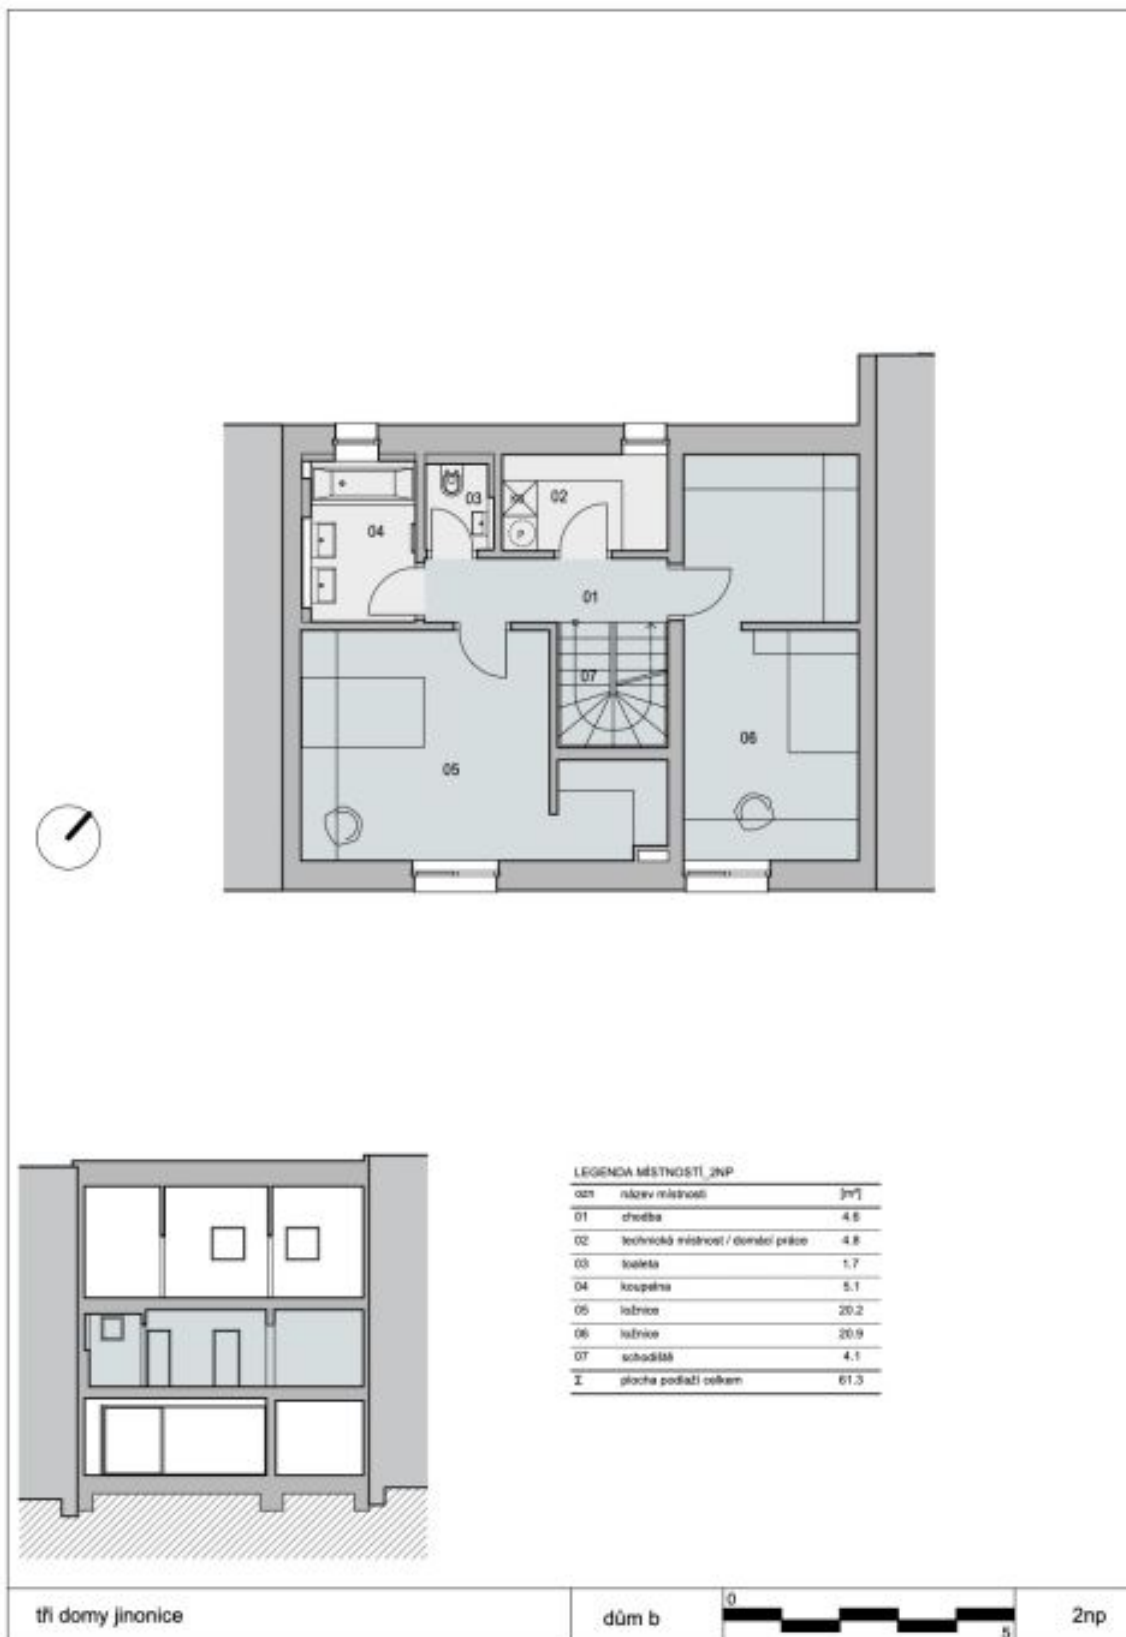 04
03
02
P
01
07
06
05
LEGENDA MÍSTNOSTÍ_2NP
ozn název místnosti [m²]
01 chodba 4.6
02 technická místnost / domácí práce 4.8
03 toaleta 1.7
04 koupelna 5.1
05 ložnice 20.2
06 ložnice 20.9
07 schodiště 4.1
Σ plocha podlaží celkem 61.3
tři domy jinonice
dům b
0
5
2np